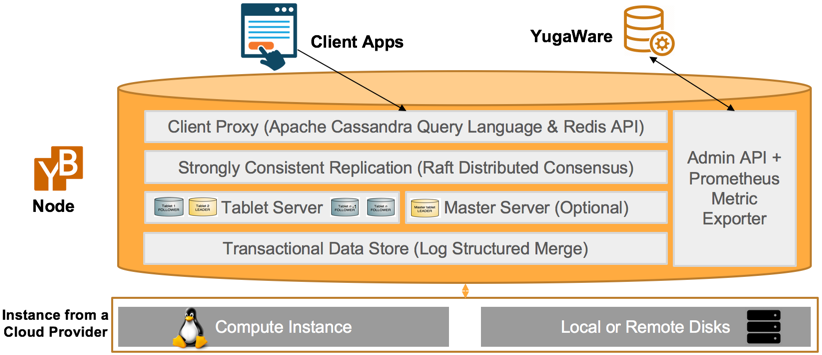 Client Apps
YugaWare
Client Proxy (Apache Cassandra Query Language & Redis API)
Strongly Consistent Replication (Raft Distributed Consensus)
Admin API +
Prometheus
Metric
Exporter
YB
Node
Tablet 1
FOLLOWER
Tablet 2
LEADER
Tablet Server
FOLLOWER
Tablet n
FOLLOWER
Master tablet
LEADER
Master Server (Optional)
Transactional Data Store (Log Structured Merge)
Instance from a
Cloud Provider
Compute Instance
Local or Remote Disks